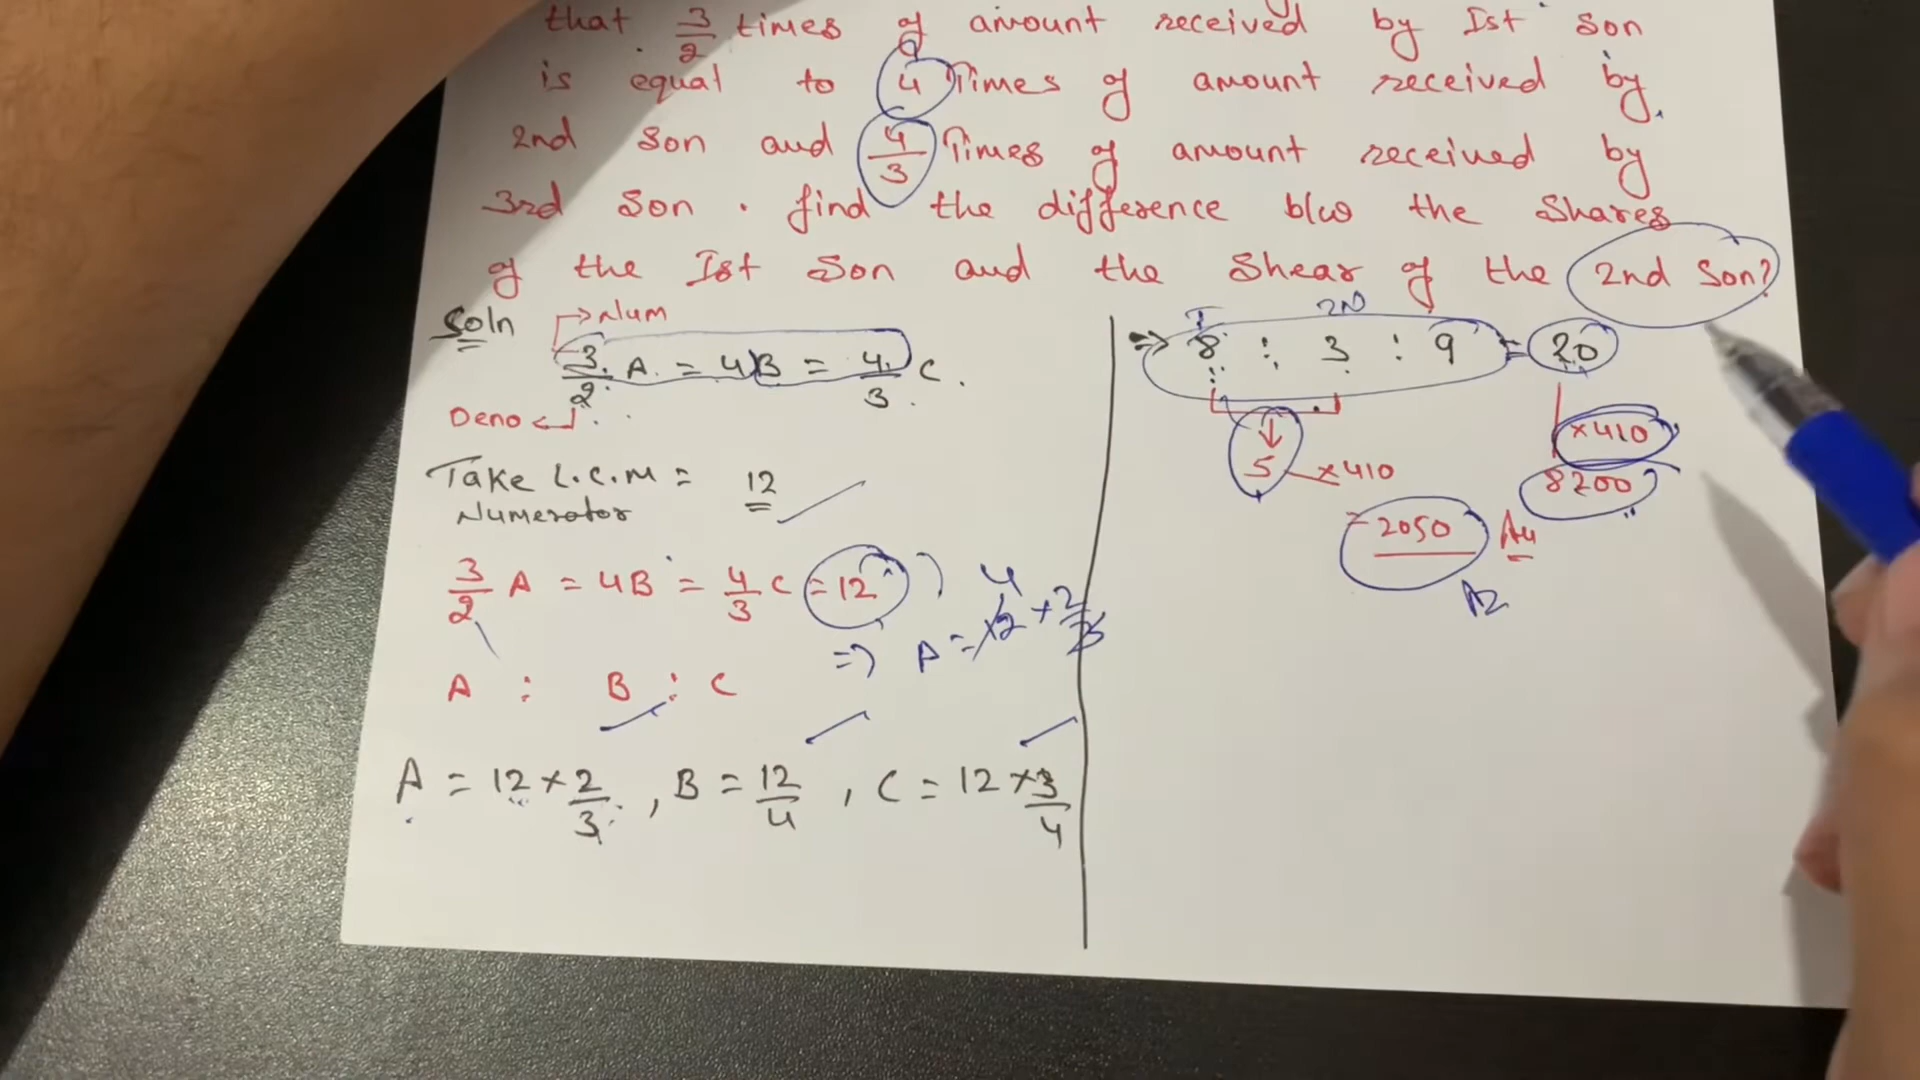 that 3/2 times of amount received by Ist son
is equal to 4 Times of amount received by
2nd son and 4/3 Times of amount received by
3rd son . find the difference b/w the shares
of the Ist son and the shear of the 2nd son?
Soln → Num
3/2 A = 4B = 4/3 C
Deno
Take L.C.M = 12
Numerator
3/2 A = 4B = 4/3 C = 12
⇒ A = 12 × 2/3
4
A : B : C
A = 12 × 2/3 , B = 12/4 , C = 12 × 3/4
I 2N
⇒ 8 : 3 : 9 = 20
↓ ×410
5 ×410 8200
= 2050